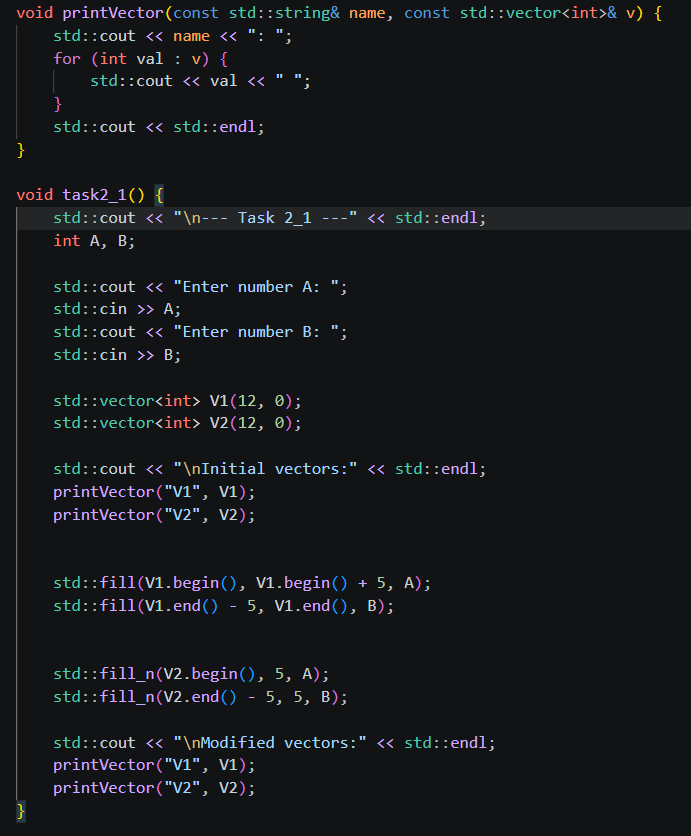 void printVector(const std::string& name, const std::vector<int>& v) {
    std::cout << name << ": ";
    for (int val : v) {
        std::cout << val << " ";
    }
    std::cout << std::endl;
}
void task2_1() {
    std::cout << "\n--- Task 2_1 ---" << std::endl;
    int A, B;
    std::cout << "Enter number A: ";
    std::cin >> A;
    std::cout << "Enter number B: ";
    std::cin >> B;
    std::vector<int> V1(12, 0);
    std::vector<int> V2(12, 0);
    std::cout << "\nInitial vectors:" << std::endl;
    printVector("V1", V1);
    printVector("V2", V2);
    std::fill(V1.begin(), V1.begin() + 5, A);
    std::fill(V1.end() - 5, V1.end(), B);
    std::fill_n(V2.begin(), 5, A);
    std::fill_n(V2.end() - 5, 5, B);
    std::cout << "\nModified vectors:" << std::endl;
    printVector("V1", V1);
    printVector("V2", V2);
}